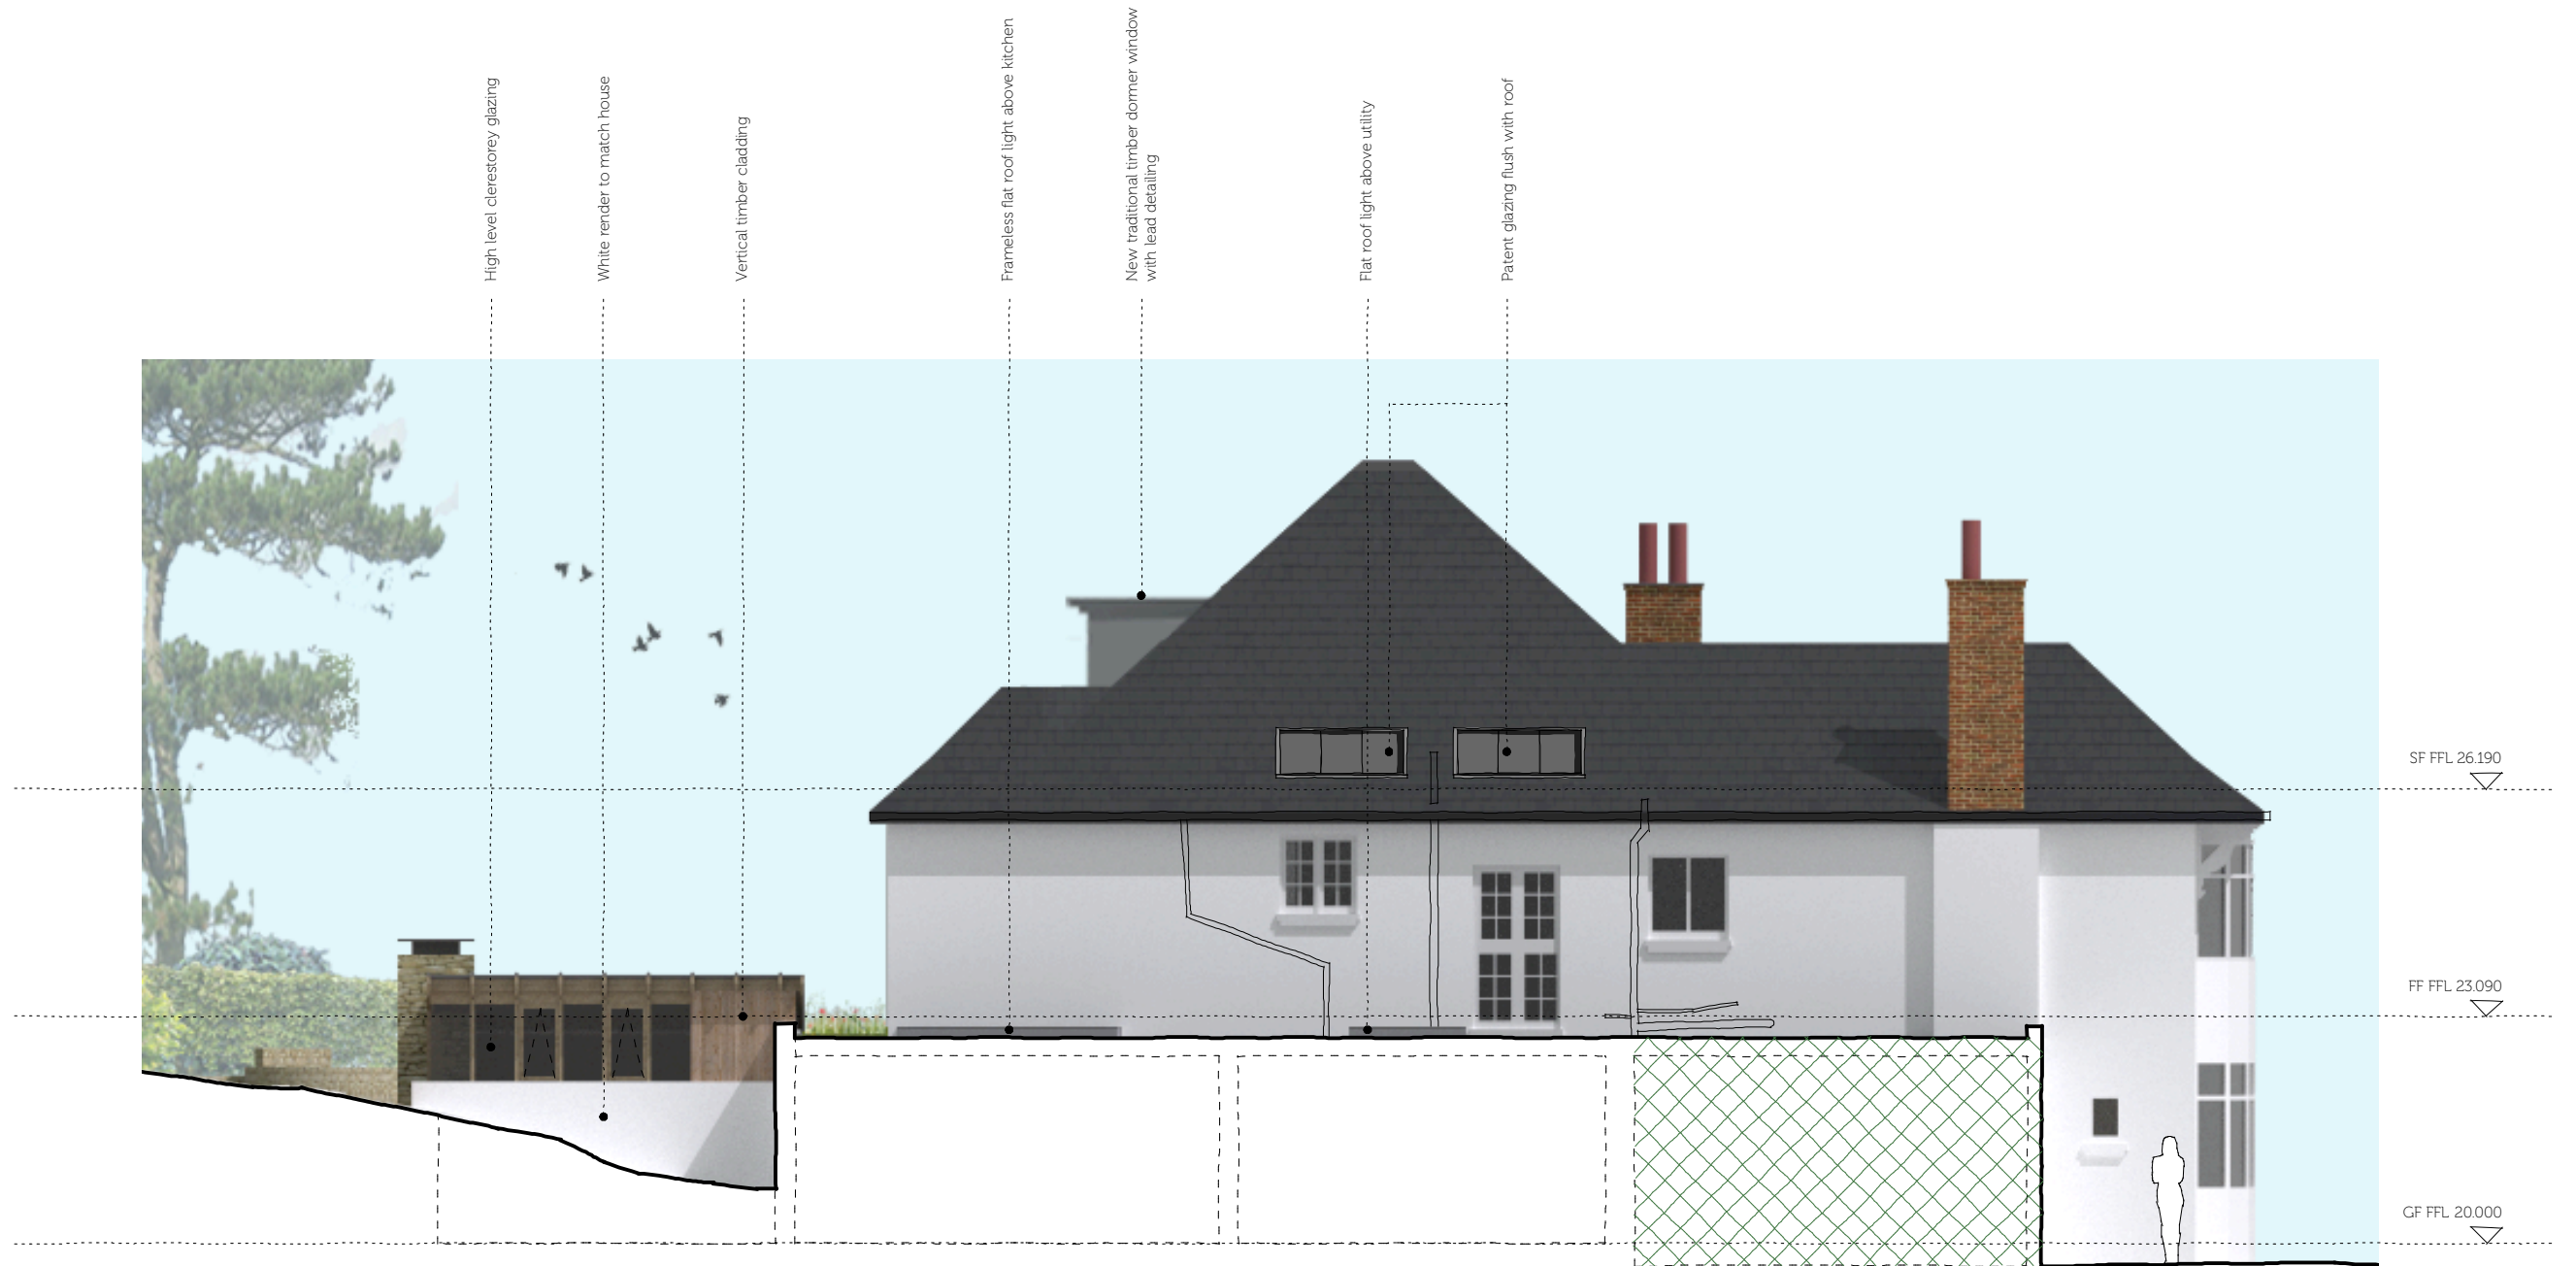 High level clerestorey glazing
White render to match house
Vertical timber cladding
Frameless flat roof light above kitchen
New traditional timber dormer window
with lead detailing
Flat roof light above utility
Patent glazing flush with roof
SF FFL 26.190
FF FFL 23.090
GF FFL 20.000